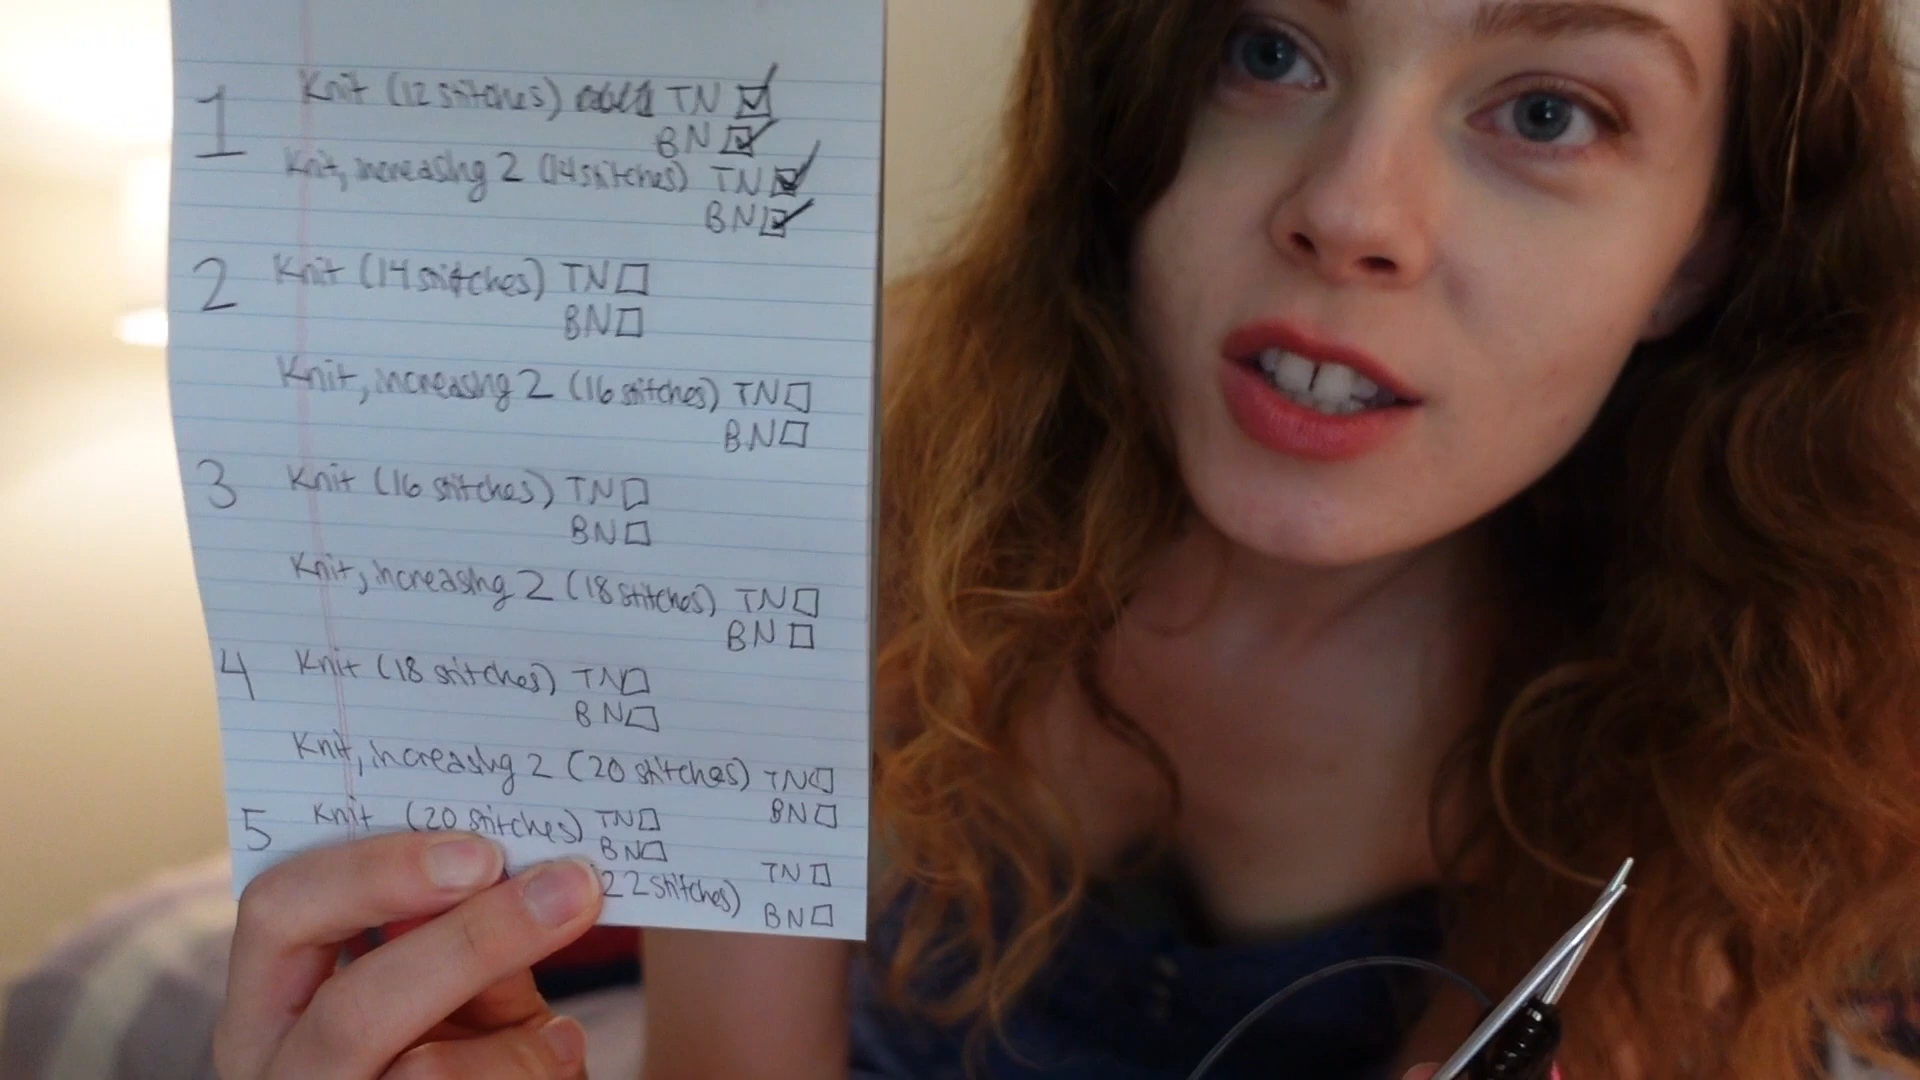 1 Knit (12 stitches) TN
BN
Knit, increasing 2 (14 stitches) TN
BN
2 Knit (14 stitches) TN
BN
Knit, increasing 2 (16 stitches) TN
BN
3 Knit (16 stitches) TN
BN
Knit, increasing 2 (18 stitches) TN
BN
4 Knit (18 stitches) TN
BN
Knit, increasing 2 (20 stitches) TN
BN
5 Knit (20 stitches) TN
BN
22 stitches) TN
BN